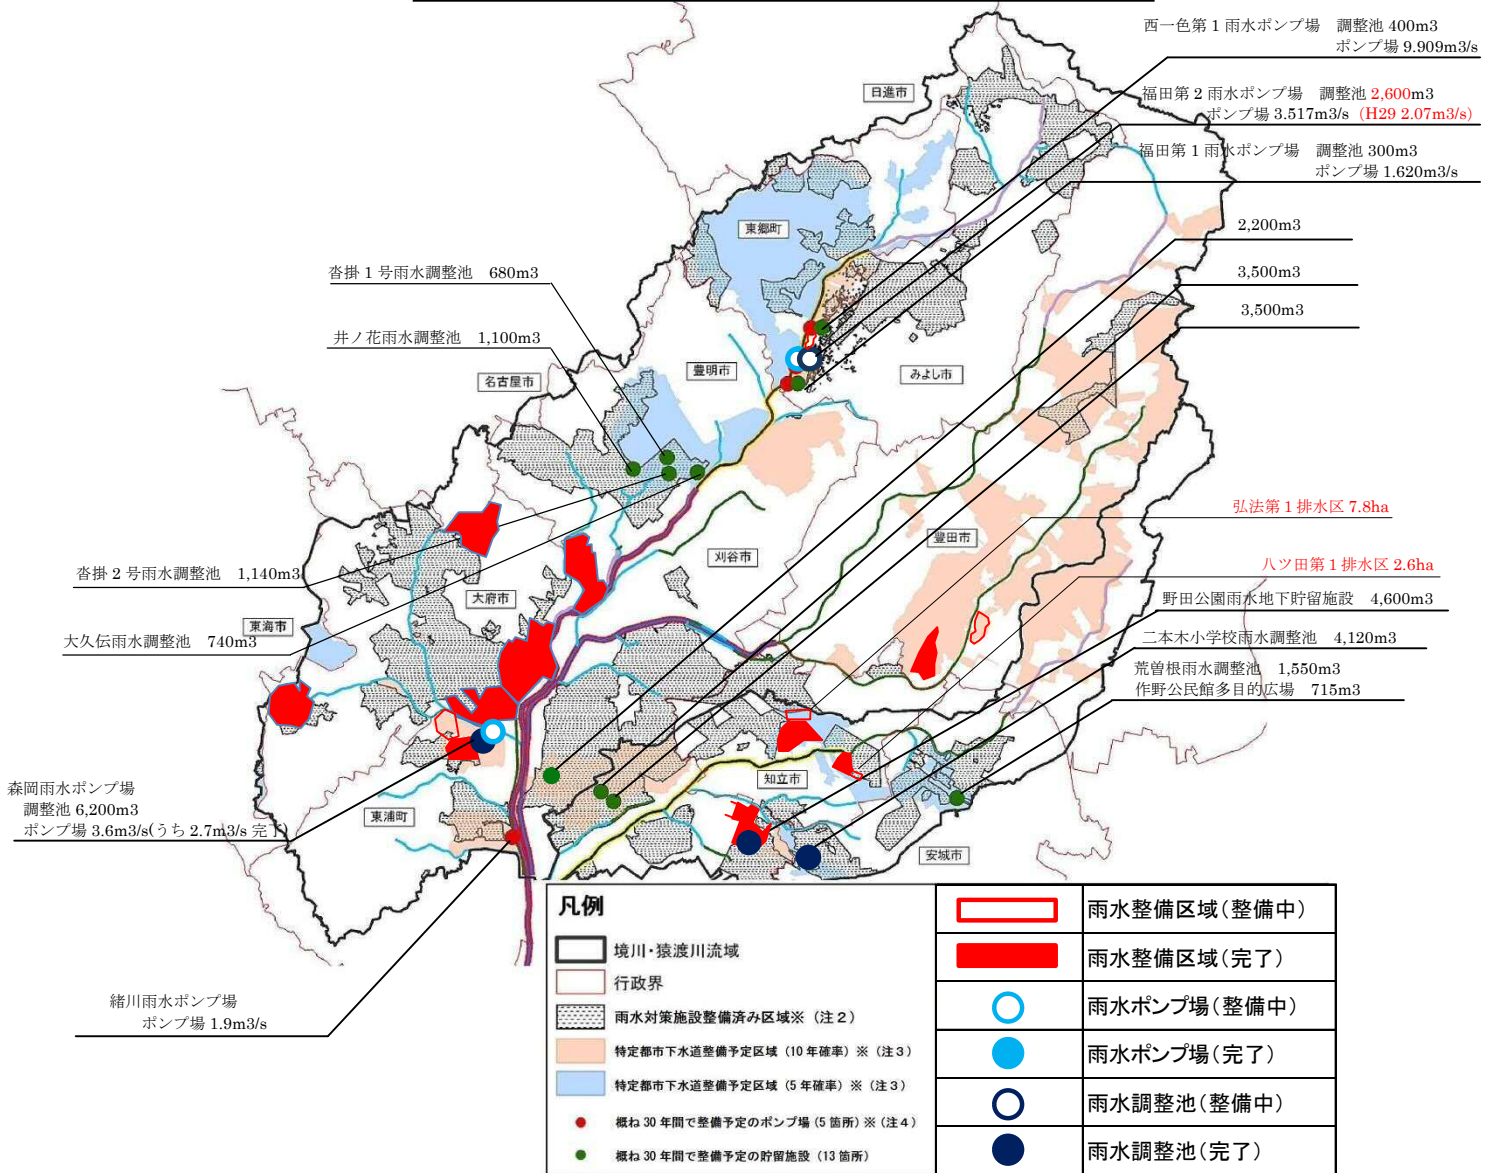 西一色第1雨水ポンプ場　調整池 400m3
ポンプ場 9.909m3/s
福田第2雨水ポンプ場　調整池 2,600m3
ポンプ場 3.517m3/s (H29 2.07m3/s)
福田第1雨水ポンプ場　調整池 300m3
ポンプ場 1.620m3/s
2,200m3
3,500m3
3,500m3
日進市
東郷町
沓掛1号雨水調整池　680m3
井ノ花雨水調整池　1,100m3
名古屋市
豊明市
みよし市
弘法第1排水区 7.8ha
八ツ田第1排水区 2.6ha
野田公園雨水地下貯留施設　4,600m3
二本木小学校雨水調整池　4,120m3
荒曽根雨水調整池　1,550m3
作野公民館多目的広場　715m3
刈谷市
豊田市
沓掛2号雨水調整池　1,140m3
大府市
東海市
大久伝雨水調整池　740m3
知立市
東浦町
安城市
森岡雨水ポンプ場
調整池 6,200m3
ポンプ場 3.6m3/s(うち 2.7m3/s 完了)
緒川雨水ポンプ場
ポンプ場 1.9m3/s
凡例
境川・猿渡川流域
行政界
雨水対策施設整備済み区域※（注2）
特定都市下水道整備予定区域（10年確率）※（注3）
特定都市下水道整備予定区域（5年確率）※（注3）
概ね30年間で整備予定のポンプ場（5箇所）※（注4）
概ね30年間で整備予定の貯留施設（13箇所）
雨水整備区域（整備中）
雨水整備区域（完了）
雨水ポンプ場（整備中）
雨水ポンプ場（完了）
雨水調整池（整備中）
雨水調整池（完了）